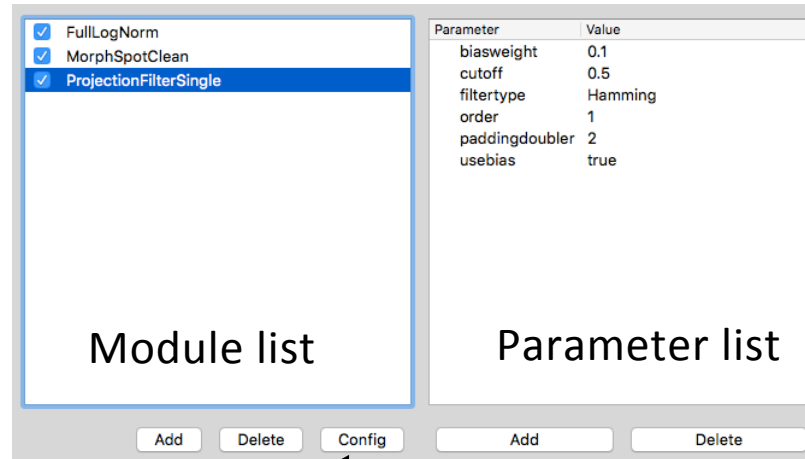 FullLogNorm
MorphSpotClean
ProjectionFilterSingle
Module list
Parameter Value
biasweight 0.1
cutoff 0.5
filtertype Hamming
order 1
paddingdoubler 2
usebias true
Parameter list
Add Delete Config Add Delete